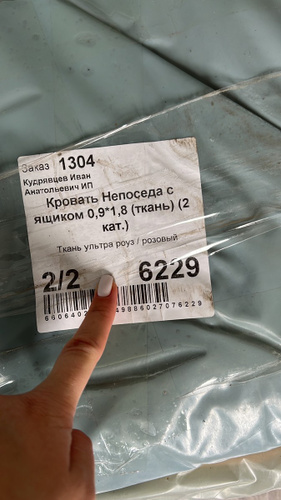 Заказ 1304
Кудрявцев Иван
Анатольевич ИП
Кровать Непоседа с
ящиком 0,9*1,8 (ткань) (2
кат.)
Ткань ультра роуз / розовый
2/2 6229